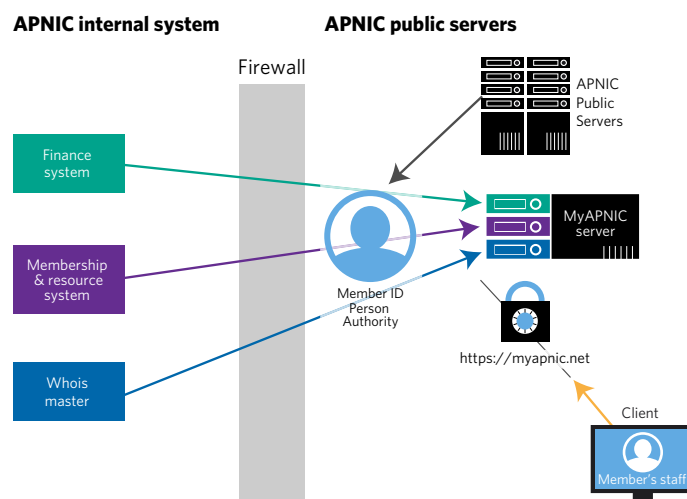 APNIC internal system
APNIC public servers
Firewall
APNIC
Public
Servers
Finance
system
MyAPNIC
server
Membership
& resource
system
Member ID
Person
Authority
https://myapnic.net
Whois
master
Client
Member's staff